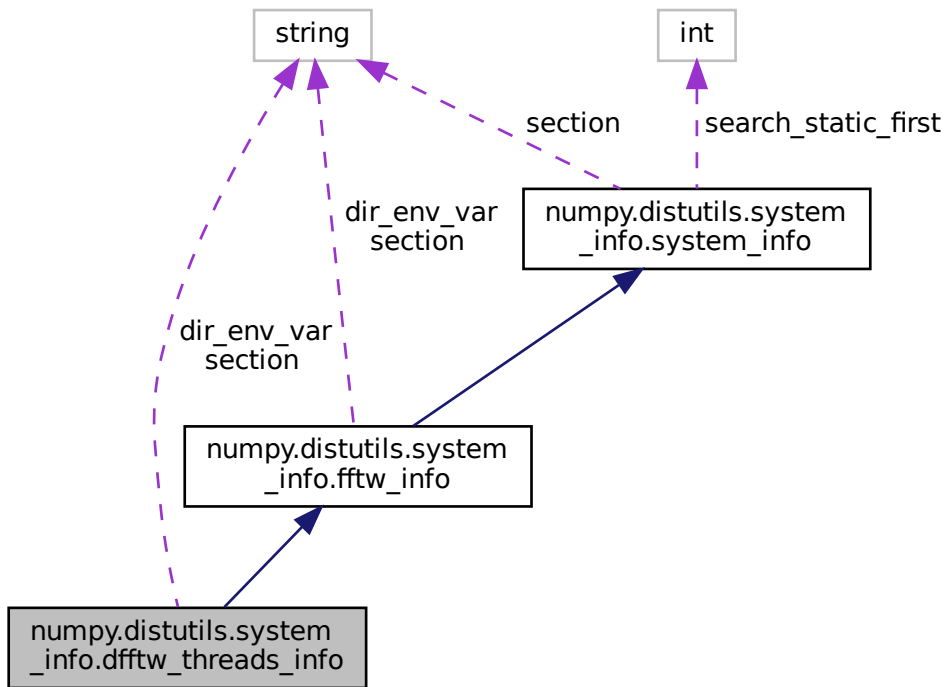 string
int
section
search_static_first
numpy.distutils.system
_info.system_info
dir_env_var
section
dir_env_var
section
numpy.distutils.system
_info.fftw_info
numpy.distutils.system
_info.dfftw_threads_info